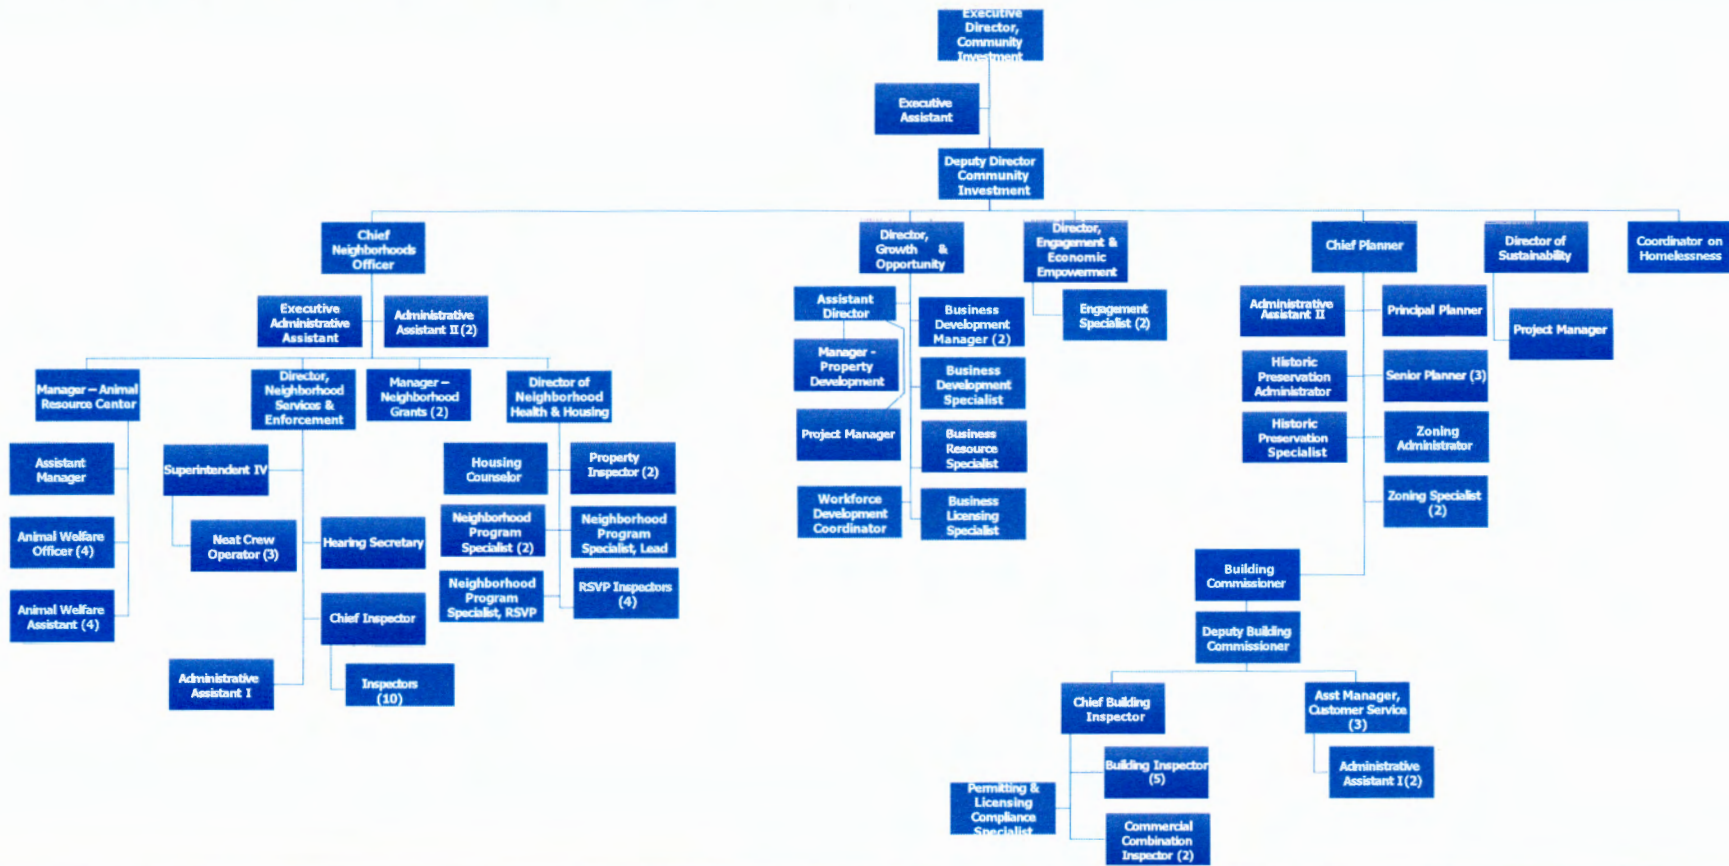 Executive
Director,
Community
Investment
Executive
Assistant
Deputy Director
Community
Investment
Chief
Neighborhoods
Officer
Director,
Growth &
Opportunity
Director,
Engagement &
Economic
Empowerment
Chief Planner
Director of
Sustainability
Coordinator on
Homelessness
Executive
Administrative
Assistant
Administrative
Assistant II (2)
Assistant
Director
Business
Development
Manager (2)
Engagement
Specialist (2)
Administrative
Assistant II
Principal Planner
Project Manager
Manager -
Property
Development
Business
Development
Specialist
Historic
Preservation
Administrator
Senior Planner (3)
Manager – Animal
Resource Center
Director,
Neighborhood
Services &
Enforcement
Manager –
Neighborhood
Grants (2)
Director of
Neighborhood
Health & Housing
Project Manager
Business
Resource
Specialist
Historic
Preservation
Specialist
Zoning
Administrator
Assistant
Manager
Superintendent IV
Housing
Counselor
Property
Inspector (2)
Workforce
Development
Coordinator
Business
Licensing
Specialist
Zoning Specialist
(2)
Animal Welfare
Officer (4)
Neat Crew
Operator (3)
Hearing Secretary
Neighborhood
Program
Specialist (2)
Neighborhood
Program
Specialist, Lead
Animal Welfare
Assistant (4)
Chief Inspector
Neighborhood
Program
Specialist, RSVP
RSVP Inspectors
(4)
Building
Commissioner
Deputy Building
Commissioner
Administrative
Assistant I
Inspectors
(10)
Chief Building
Inspector
Asst Manager,
Customer Service
(3)
Building Inspector
(5)
Administrative
Assistant I (2)
Permitting &
Licensing
Compliance
Specialist
Commercial
Combination
Inspector (2)